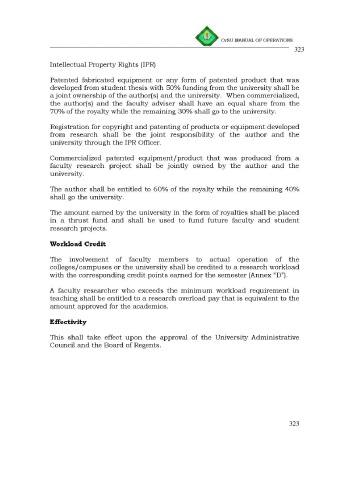 CvSU MANUAL OF OPERATIONS
323
Intellectual Property Rights (IPR)
Patented fabricated equipment or any form of patented product that was
developed from student thesis with 50% funding from the university shall be
a joint ownership of the author(s) and the university. When commercialized,
the author(s) and the faculty adviser shall have an equal share from the
70% of the royalty while the remaining 30% shall go to the university.
Registration for copyright and patenting of products or equipment developed
from research shall be the joint responsibility of the author and the
university through the IPR Officer.
Commercialized patented equipment/product that was produced from a
faculty research project shall be jointly owned by the author and the
university.
The author shall be entitled to 60% of the royalty while the remaining 40%
shall go the university.
The amount earned by the university in the form of royalties shall be placed
in a thrust fund and shall be used to fund future faculty and student
research projects.
Workload Credit
The involvement of faculty members to actual operation of the
colleges/campuses or the university shall be credited to a research workload
with the corresponding credit points earned for the semester (Annex "D").
A faculty researcher who exceeds the minimum workload requirement in
teaching shall be entitled to a research overload pay that is equivalent to the
amount approved for the academics.
Effectivity
This shall take effect upon the approval of the University Administrative
Council and the Board of Regents.
323